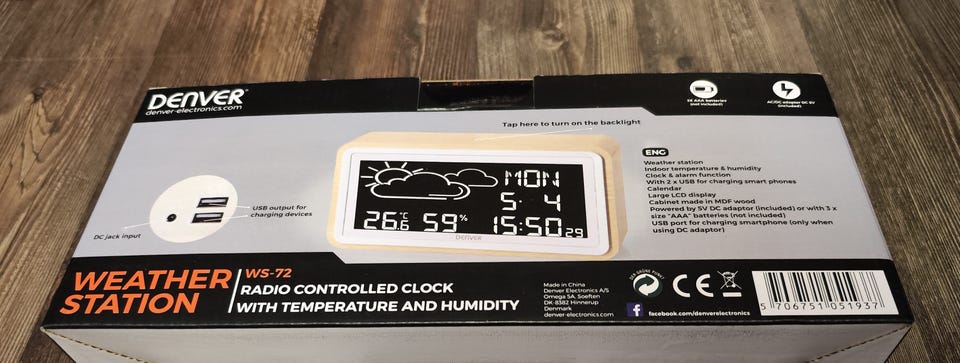 DENVER®
denver-electronics.com
3X AAA batteries
(not included)
AC/DC adaptor DC 5V
(included)
Tap here to turn on the backlight
ENG
Weather station
Indoor temperature & humidity
Clock & alarm function
With 2 x USB for charging smart phones
Calendar
Large LCD display
Cabinet made in MDF wood
Powered by 5V DC adaptor (included) or with 3 x
size "AAA" batteries (not included)
USB port for charging smartphone (only when
using DC adaptor)
MON
5- 4
26.6 °C 59% 15:50 29
DENVER
USB output for
charging devices
DC jack input
WEATHER
STATION
WS-72
RADIO CONTROLLED CLOCK
WITH TEMPERATURE AND HUMIDITY
Made in China
Denver Electronics A/S
Omega 5A, Soeften
DK-8382 Hinnerup
Denmark
denver-electronics.com
DER GRÜNE PUNKT
CE
f facebook.com/denverelectronics
5 706751 051937